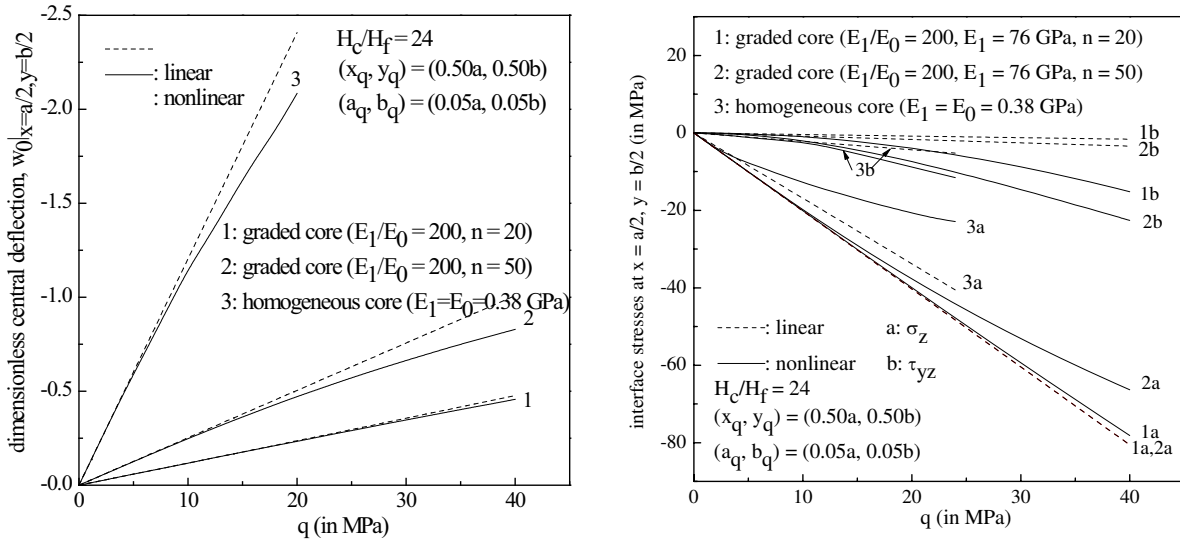 dimensionless central deflection, w0|x=a/2,y=b/2
-2.5
-2.0
-1.5
-1.0
-0.5
-0.0
0
10
20
30
40
q (in MPa)
: linear
: nonlinear
Hc/Hf = 24
(xq, yq) = (0.50a, 0.50b)
(aq, bq) = (0.05a, 0.05b)
3
1: graded core (E1/E0 = 200, n = 20)
2: graded core (E1/E0 = 200, n = 50)
3: homogeneous core (E1=E0=0.38 GPa)
2
1
interface stresses at x = a/2, y = b/2 (in MPa)
20
0
-20
-40
-60
-80
0
10
20
30
40
q (in MPa)
1: graded core (E1/E0 = 200, E1 = 76 GPa, n = 20)
2: graded core (E1/E0 = 200, E1 = 76 GPa, n = 50)
3: homogeneous core (E1 = E0 = 0.38 GPa)
1b
2b
3b
1b
2b
3a
3a
: linear a: σz
: nonlinear b: τyz
Hc/Hf = 24
(xq, yq) = (0.50a, 0.50b)
(aq, bq) = (0.05a, 0.05b)
2a
1a
1a,2a